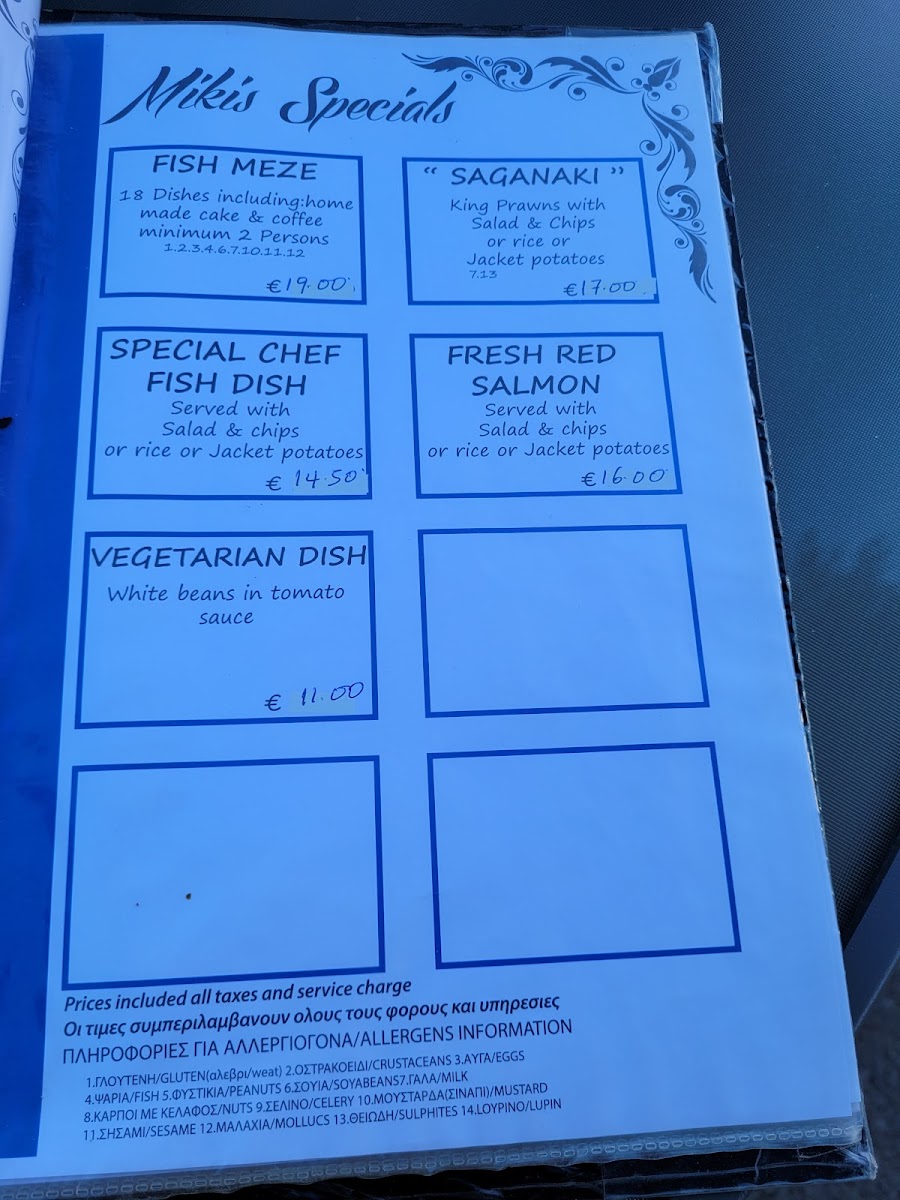 Mikis Specials
FISH MEZE
18 Dishes including:home
made cake & coffee
minimum 2 Persons
1.2.3.4.6.7.10.11.12
€19.00
“ SAGANAKI ”
King Prawns with
Salad & Chips
or rice or
Jacket potatoes
7.13
€17.00
SPECIAL CHEF
FISH DISH
Served with
Salad & chips
or rice or Jacket potatoes
€ 14.50
FRESH RED
SALMON
Served with
Salad & chips
or rice or Jacket potatoes
€16.00
VEGETARIAN DISH
White beans in tomato
sauce
€ 11.00
Prices included all taxes and service charge
Οι τιμες συμπεριλαμβανουν ολους τους φορους και υπηρεσιες
ΠΛΗΡΟΦΟΡΙΕΣ ΓΙΑ ΑΛΛΕΡΓΙΟΓΟΝΑ/ALLERGENS INFORMATION
1.ΓΛΟΥΤΕΝΗ/GLUTEN(αλεβρι/weat) 2.ΟΣΤΡΑΚΟΕΙΔΙ/CRUSTACEANS 3.ΑΥΓΑ/EGGS
4.ΨΑΡΙΑ/FISH 5.ΦΥΣΤΙΚΙΑ/PEANUTS 6.ΣΟΥΙΑ/SOYABEANS7.ΓΑΛΑ/MILK
8.ΚΑΡΠΟΙ ΜΕ ΚΕΛΑΦΟΣ/NUTS 9.ΣΕΛΙΝΟ/CELERY 10.ΜΟΥΣΤΑΡΔΑ(ΣΙΝΑΠΙ)/MUSTARD
11.ΣΗΣΑΜΙ/SESAME 12.ΜΑΛΑΧΙΑ/MOLLUCS 13.ΘΕΙΩΔΗ/SULPHITES 14.ΛΟΥΡΙΝΟ/LUPIN